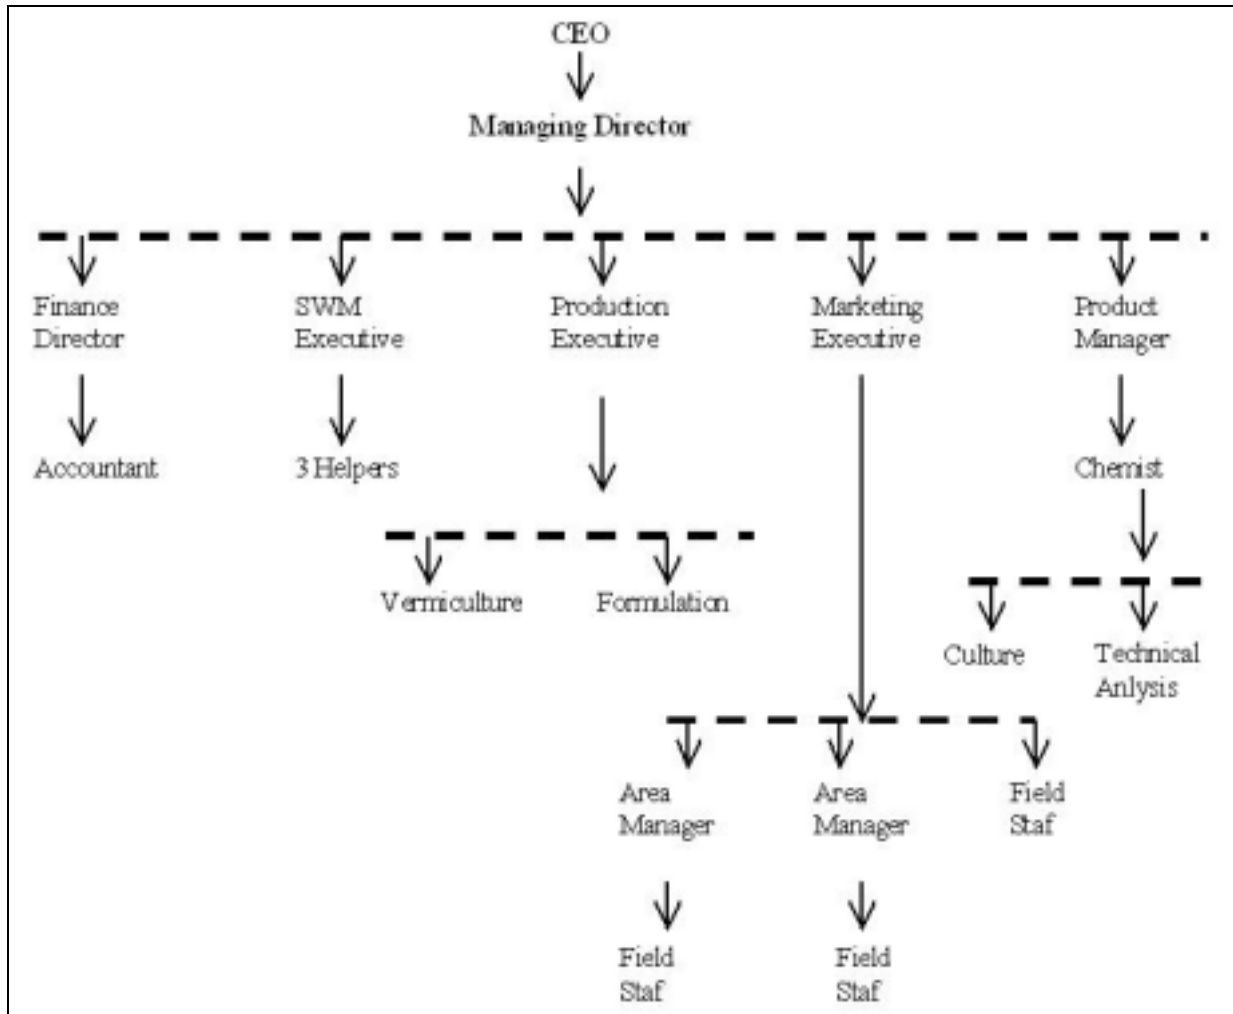 CEO
Managing Director
Finance
Director
SWM
Executive
Production
Executive
Marketing
Executive
Product
Manager
Accountant
3 Helpers
Chemist
Vermiculture
Formulation
Culture
Technical
Anlysis
Area
Manager
Area
Manager
Field
Staf
Field
Staf
Field
Staf